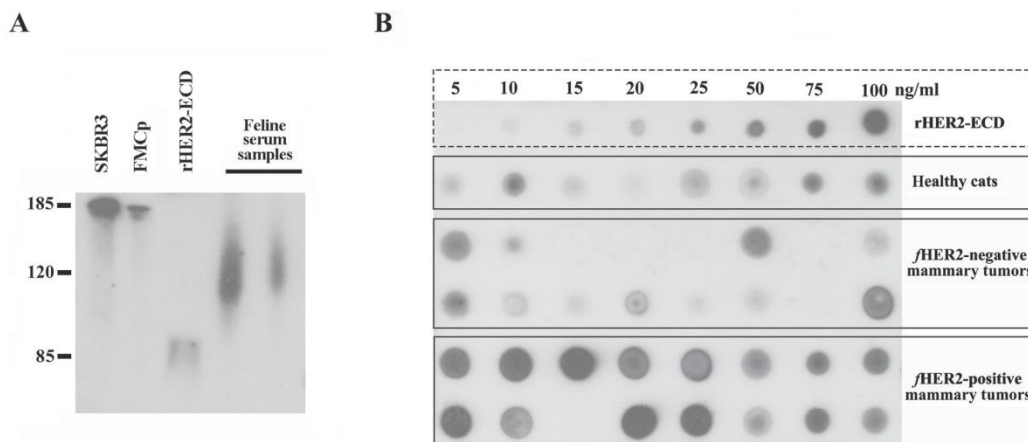 A
SKBR3
FMCp
rHER2-ECD
Feline
serum
samples
185
120
85
B
5 10 15 20 25 50 75 100 ng/ml
rHER2-ECD
Healthy cats
fHER2-negative
mammary tumors
fHER2-positive
mammary tumors